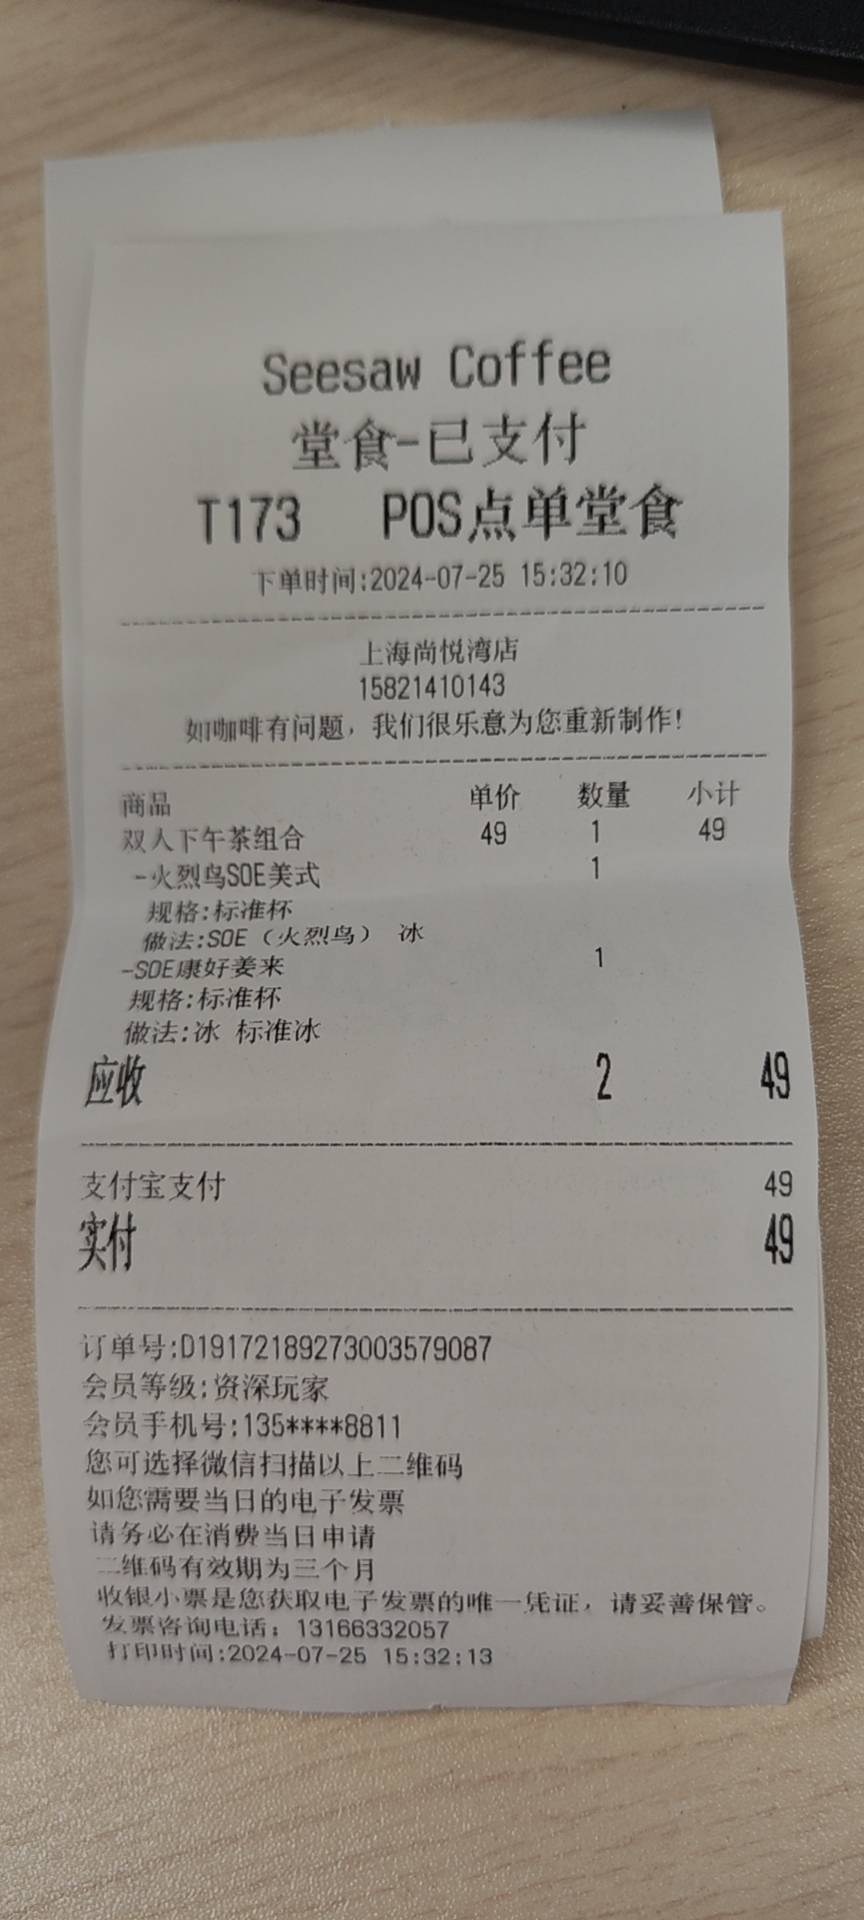 Seesaw Coffee
堂食-已支付
T173 POS点单堂食
下单时间:2024-07-25 15:32:10
上海尚悦湾店
15821410143
如咖啡有问题，我们很乐意为您重新制作!
商品 单价 数量 小计
双人下午茶组合 49 1 49
-火烈鸟SOE美式 1
规格:标准杯
做法:SOE（火烈鸟） 冰
-SOE康好姜来 1
规格:标准杯
做法:冰 标准冰
应收 2 49
支付宝支付 49
实付 49
订单号:D19172189273003579087
会员等级:资深玩家
会员手机号:135****8811
您可选择微信扫描以上二维码
如您需要当日的电子发票
请务必在消费当日申请
二维码有效期为三个月
收银小票是您获取电子发票的唯一凭证，请妥善保管。
发票咨询电话：13166332057
打印时间:2024-07-25 15:32:13